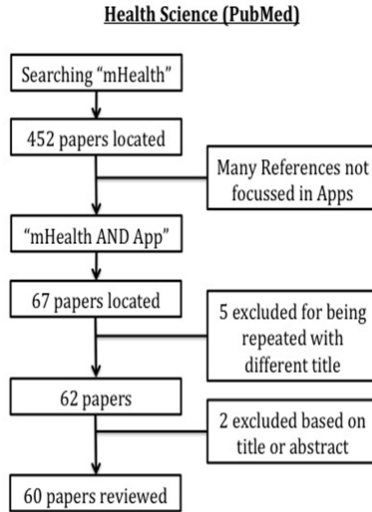 Health Science (PubMed)
Searching “mHealth”
452 papers located
Many References not
focussed in Apps
“mHealth AND App”
67 papers located
5 excluded for being
repeated with
different title
62 papers
2 excluded based on
title or abstract
60 papers reviewed